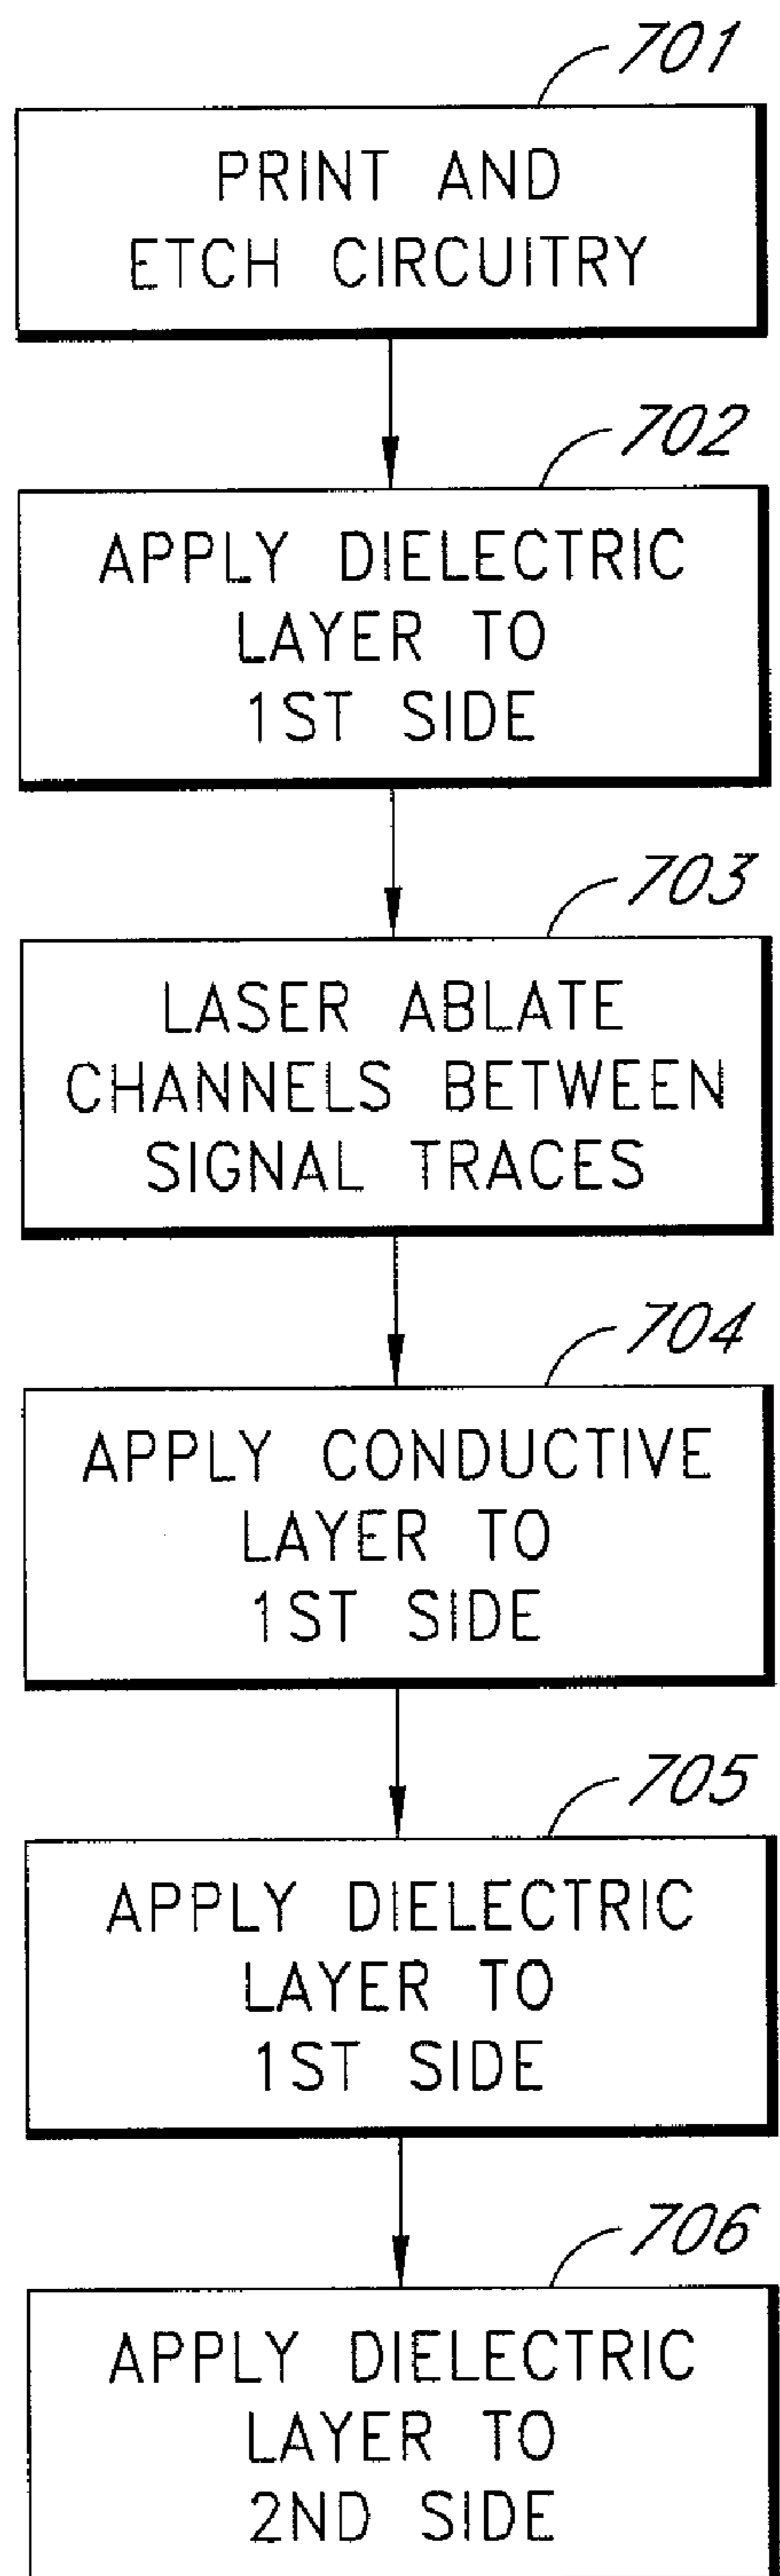 701
PRINT AND
ETCH CIRCUITRY
702
APPLY DIELECTRIC
LAYER TO
1ST SIDE
703
LASER ABLATE
CHANNELS BETWEEN
SIGNAL TRACES
704
APPLY CONDUCTIVE
LAYER TO
1ST SIDE
705
APPLY DIELECTRIC
LAYER TO
1ST SIDE
706
APPLY DIELECTRIC
LAYER TO
2ND SIDE